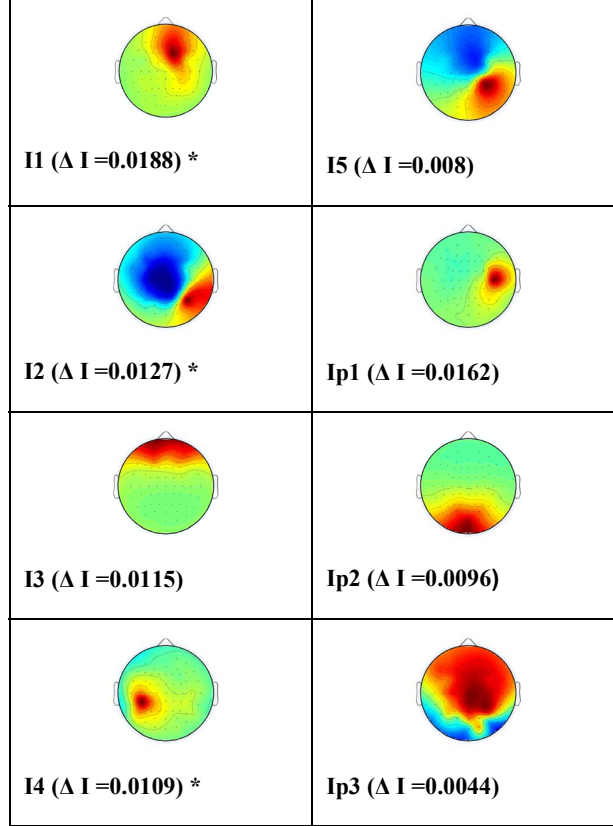 I1 (Δ I =0.0188) *
I5 (Δ I =0.008)
I2 (Δ I =0.0127) *
Ip1 (Δ I =0.0162)
I3 (Δ I =0.0115)
Ip2 (Δ I =0.0096)
I4 (Δ I =0.0109) *
Ip3 (Δ I =0.0044)